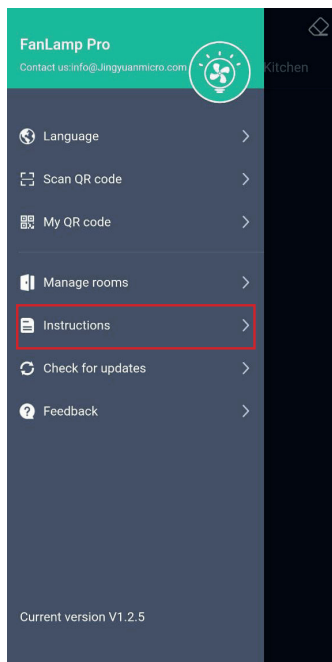 FanLamp Pro
Contact us:info@Jingyuanmicro.com
Kitchen
Language
Scan QR code
My QR code
Manage rooms
Instructions
Check for updates
Feedback
Current version V1.2.5